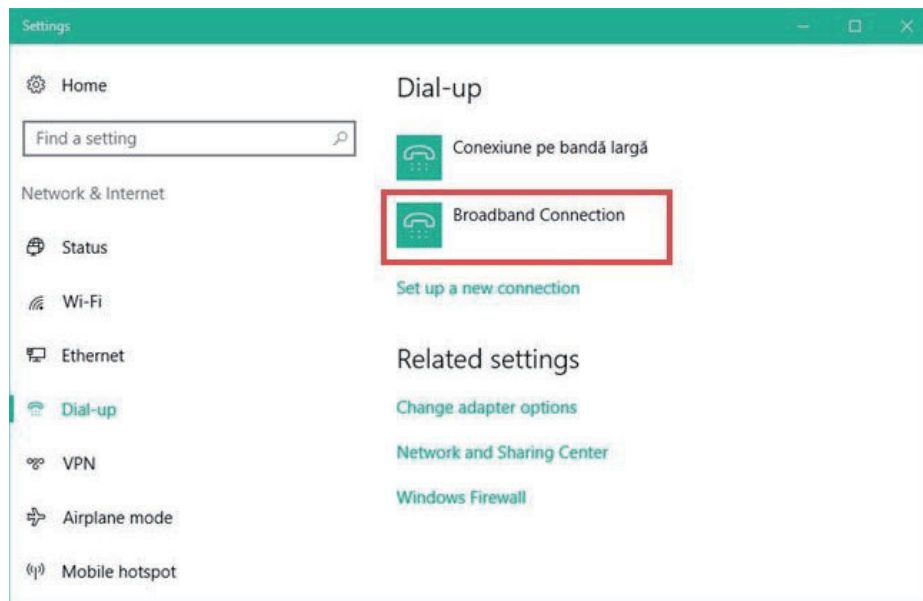 Settings
Home
Find a setting
Network & Internet
Status
Wi-Fi
Ethernet
Dial-up
VPN
Airplane mode
Mobile hotspot
Dial-up
Conexiune pe bandă largă
Broadband Connection
Set up a new connection
Related settings
Change adapter options
Network and Sharing Center
Windows Firewall